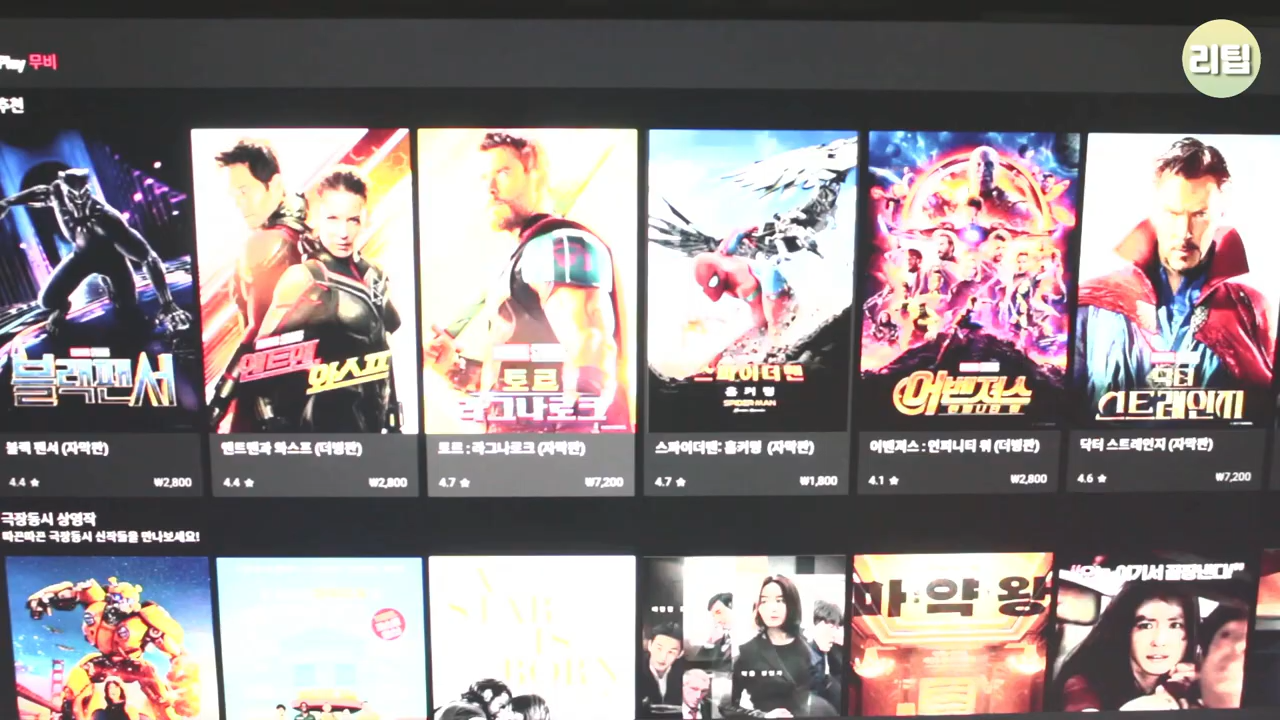 리팁
Play 무비
추천
블랙팬서
앤트맨과
와스프
토르
라그나로크
스파이더맨
홈커밍
SPIDER-MAN
어벤져스
인피니티 워
닥터
스트레인지
블랙 팬서 (자막판)
앤트맨과 와스프 (더빙판)
토르 : 라그나로크 (자막판)
스파이더맨: 홈커밍 (자막판)
어벤져스 : 인피니티 워 (더빙판)
닥터 스트레인지 (자막판)
4.4 ★ ₩2,800
4.4 ★ ₩2,800
4.7 ★ ₩7,200
4.7 ★ ₩1,800
4.1 ★ ₩2,800
4.6 ★ ₩7,200
극장동시 상영작
따끈따끈 극장동시 신작들을 만나보세요!
A
STAR
IS
BORN
마약왕